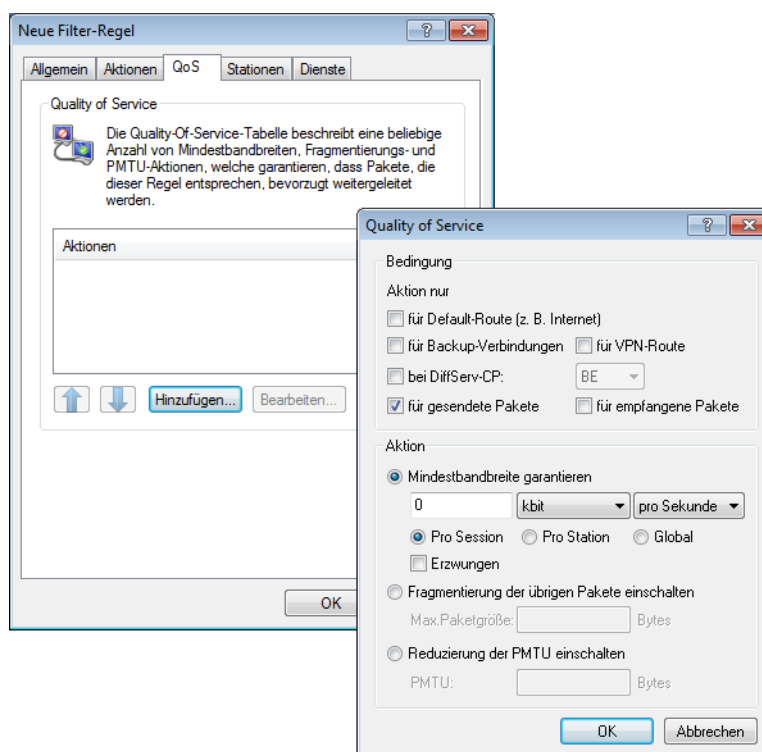 Neue Filter-Regel
Allgemein Aktionen QoS Stationen Dienste
Quality of Service
Die Quality-Of-Service-Tabelle beschreibt eine beliebige
Anzahl von Mindestbandbreiten, Fragmentierungs- und
PMTU-Aktionen, welche garantieren, dass Pakete, die
dieser Regel entsprechen, bevorzugt weitergeleitet
werden.
Aktionen
Hinzufügen... Bearbeiten...
OK
Quality of Service
Bedingung
Aktion nur
für Default-Route (z. B. Internet)
für Backup-Verbindungen für VPN-Route
bei DiffServ-CP: BE
für gesendete Pakete für empfangene Pakete
Aktion
Mindestbandbreite garantieren
0 kbit pro Sekunde
Pro Session Pro Station Global
Erzwungen
Fragmentierung der übrigen Pakete einschalten
Max.Paketgröße: Bytes
Reduzierung der PMTU einschalten
PMTU: Bytes
OK Abbrechen